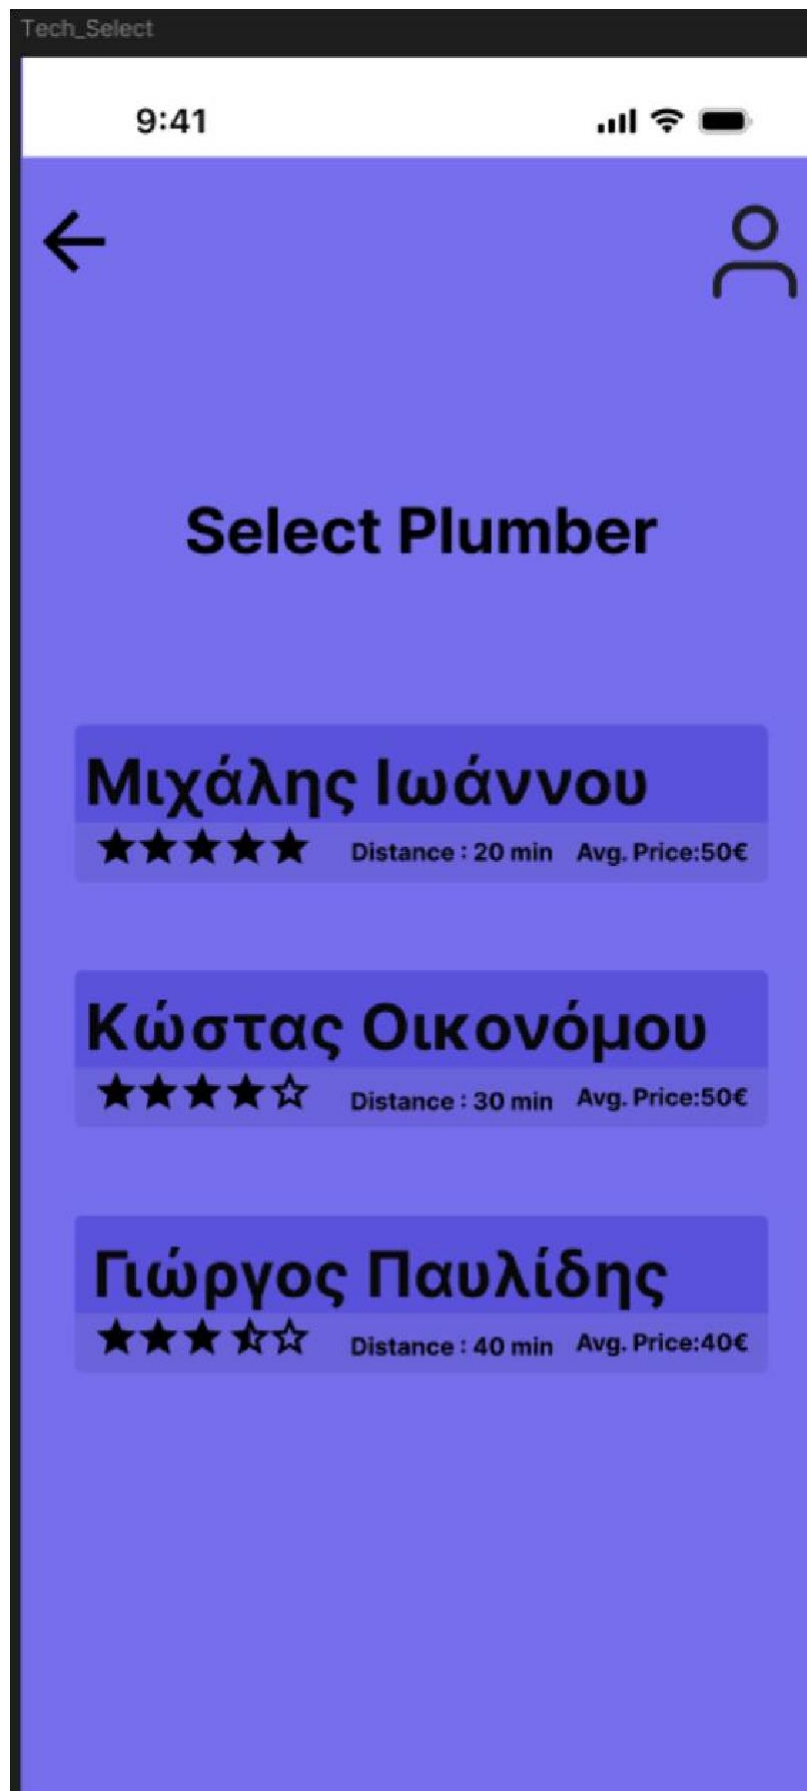 Tech_Select
9:41
Select Plumber
Μιχάλης Ιωάννου
Distance : 20 min Avg. Price:50€
Κώστας Οικονόμου
Distance : 30 min Avg. Price:50€
Γιώργος Παυλίδης
Distance : 40 min Avg. Price:40€